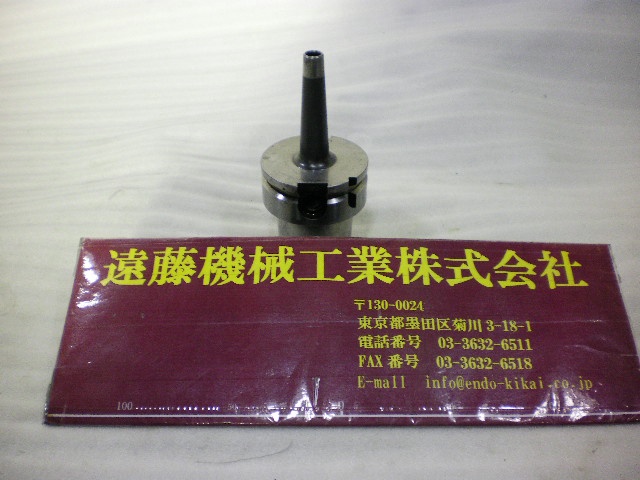 遠藤機械工業株式会社
〒130-0024
東京都墨田区菊川 3-18-1
電話番号 03-3632-6511
FAX 番号 03-3632-6518
E-mall info@endo-kikai.co.jp
100